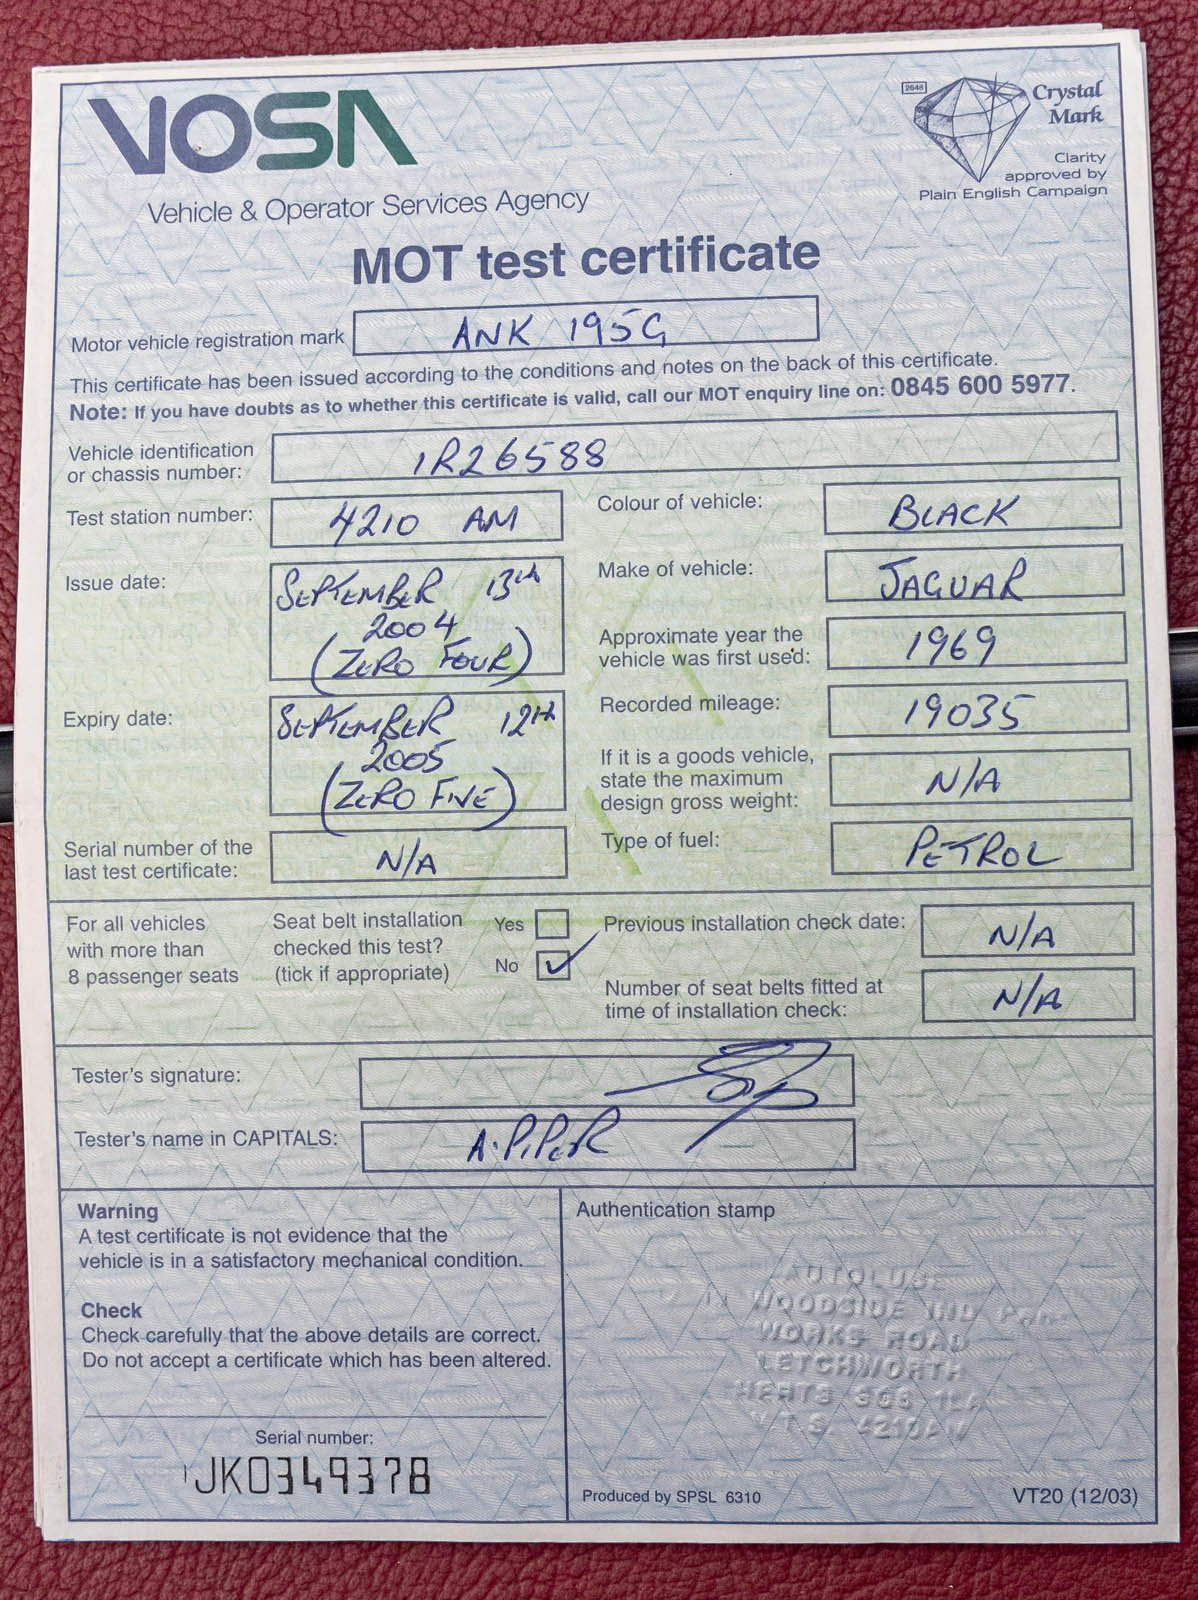 VOSA
Vehicle & Operator Services Agency
2648
Crystal
Mark
Clarity
approved by
Plain English Campaign
MOT test certificate
Motor vehicle registration mark ANK 195G
This certificate has been issued according to the conditions and notes on the back of this certificate.
Note: If you have doubts as to whether this certificate is valid, call our MOT enquiry line on: 0845 600 5977.
Vehicle identification
or chassis number:
1R26588
Test station number: 4210 AM
Colour of vehicle: BLACK
Issue date: SEPTEMBER 13th
2004
(ZERO FOUR)
Make of vehicle: JAGUAR
Approximate year the
vehicle was first used:
1969
Expiry date: SEPTEMBER 12th
2005
(ZERO FIVE)
Recorded mileage: 19035
If it is a goods vehicle,
state the maximum
design gross weight:
N/A
Serial number of the
last test certificate:
N/A
Type of fuel: PETROL
For all vehicles
with more than
8 passenger seats
Seat belt installation
checked this test?
(tick if appropriate)
Yes
No
Previous installation check date: N/A
Number of seat belts fitted at
time of installation check:
N/A
Tester's signature:
Tester's name in CAPITALS: A. PIPER
Warning
A test certificate is not evidence that the
vehicle is in a satisfactory mechanical condition.
Check
Check carefully that the above details are correct.
Do not accept a certificate which has been altered.
Serial number:
JK0349378
Authentication stamp
AUTOLUBE
WOODSIDE IND PARK
WORKS ROAD
LETCHWORTH
HERTS SG6 1LA
V.T.S. 4210AM
Produced by SPSL 6310
VT20 (12/03)